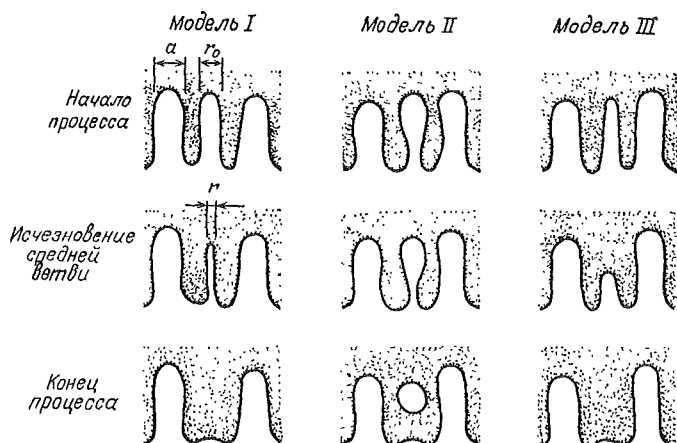 Модель I
Модель II
Модель III
a
r₀
Начало
процесса
r
Исчезновение
средней
ветви
Конец
процесса